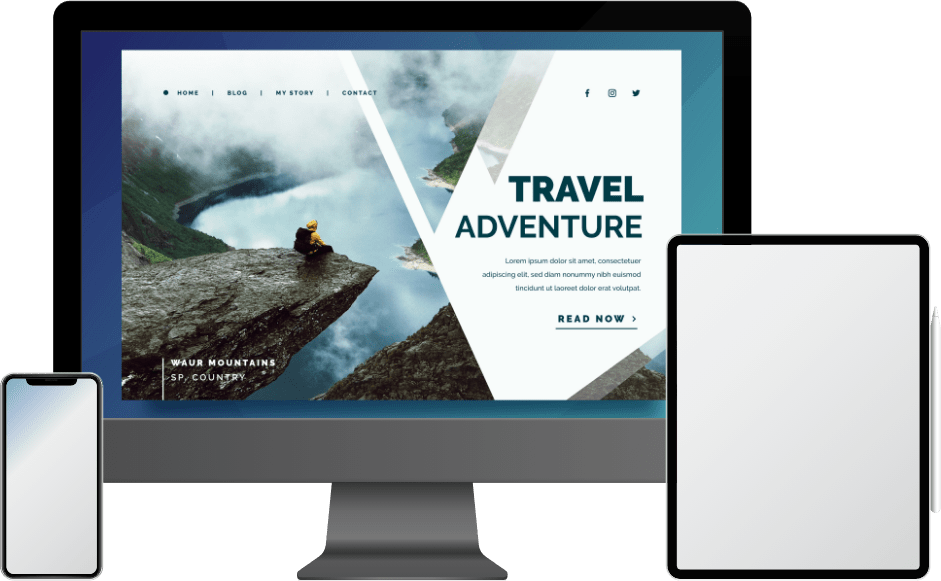 HOME | BLOG | MY STORY | CONTACT
TRAVEL
ADVENTURE
Lorem ipsum dolor sit amet, consectetuer
adipiscing elit, sed diam nonummy nibh euismod
tincidunt ut laoreet dolor erat volutpat.
READ NOW >
WAUR MOUNTAINS
SP, COUNTRY